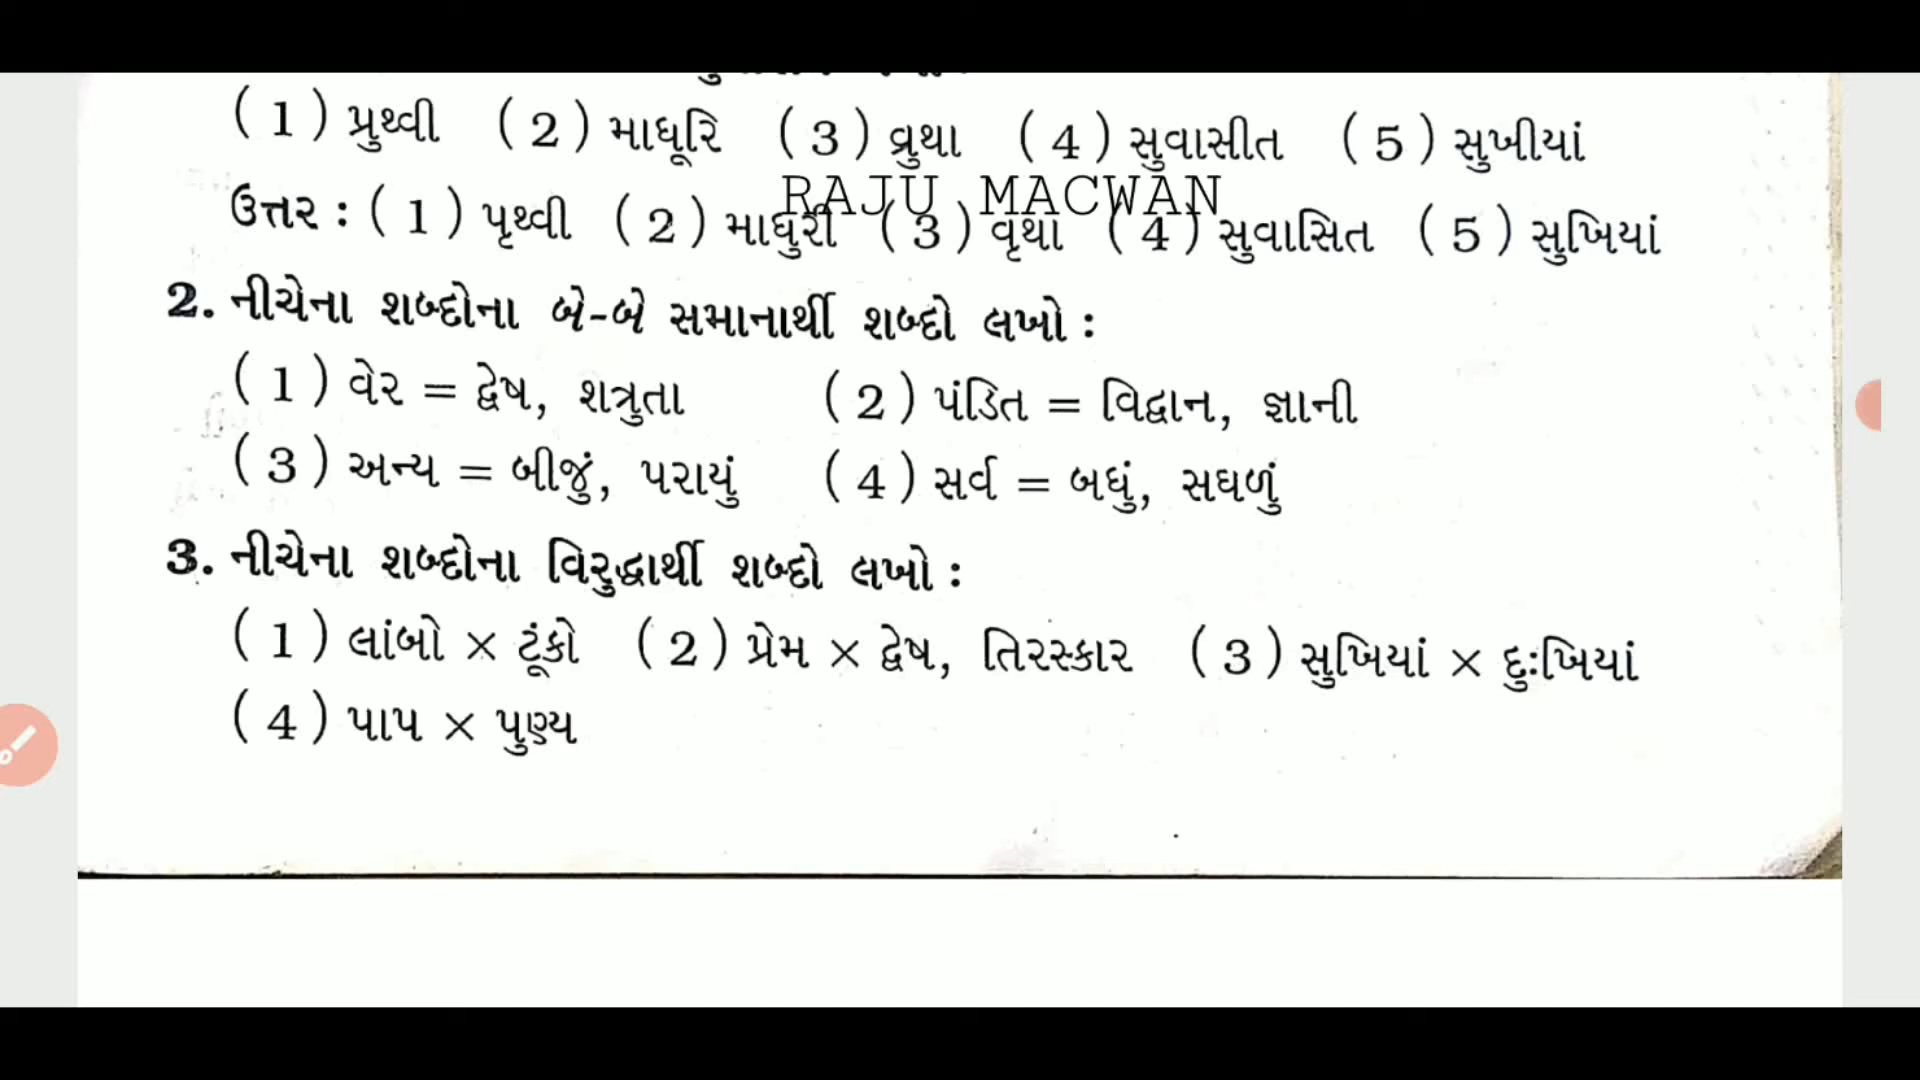 (1) પ્રુથ્વી (2) માધૂરિ (3) વ્રુથા (4) સુવાસીત (5) સુખીયાં
RAJU MACWAN
ઉત્તર : (1) પૃથ્વી (2) માધુરી (3) વૃથા (4) સુવાસિત (5) સુખિયાં
2. નીચેના શબ્દોના બે-બે સમાનાર્થી શબ્દો લખો :
(1) વેર = દ્વેષ, શત્રુતા (2) પંડિત = વિદ્વાન, જ્ઞાની
(3) અન્ય = બીજું, પરાયું (4) સર્વ = બધું, સઘળું
3. નીચેના શબ્દોના વિરુદ્ધાર્થી શબ્દો લખો :
(1) લાંબો × ટૂંકો (2) પ્રેમ × દ્વેષ, તિરસ્કાર (3) સુખિયાં × દુઃખિયાં
(4) પાપ × પુણ્ય